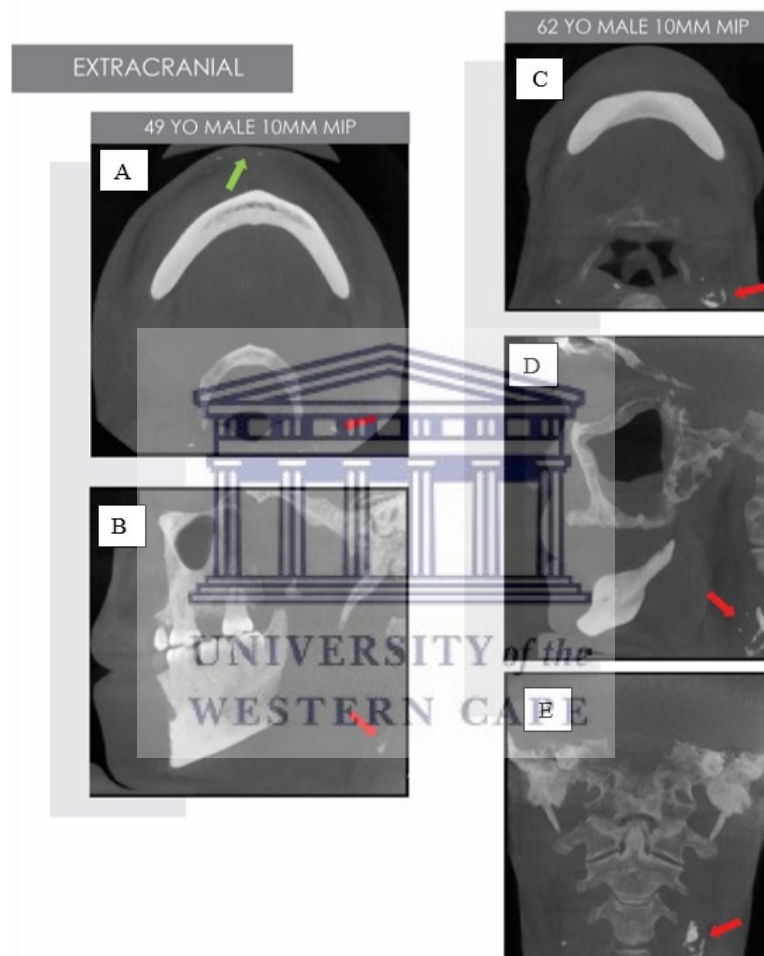 EXTRACRANIAL
49 YO MALE 10MM MIP
A
B
62 YO MALE 10MM MIP
C
D
E
UNIVERSITY of the
WESTERN CAPE